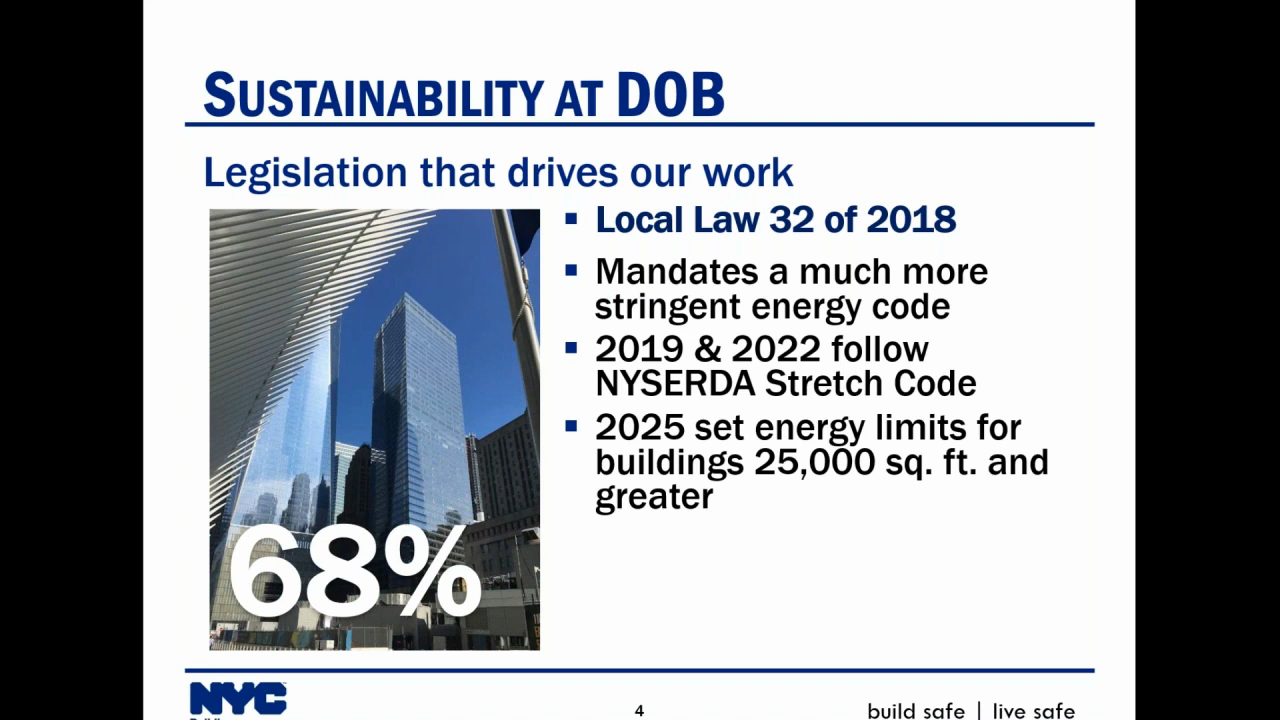 SUSTAINABILITY AT DOB
Legislation that drives our work
▪ Local Law 32 of 2018
▪ Mandates a much more
stringent energy code
▪ 2019 & 2022 follow
NYSERDA Stretch Code
▪ 2025 set energy limits for
buildings 25,000 sq. ft. and
greater
68%
NYC
4
build safe | live safe